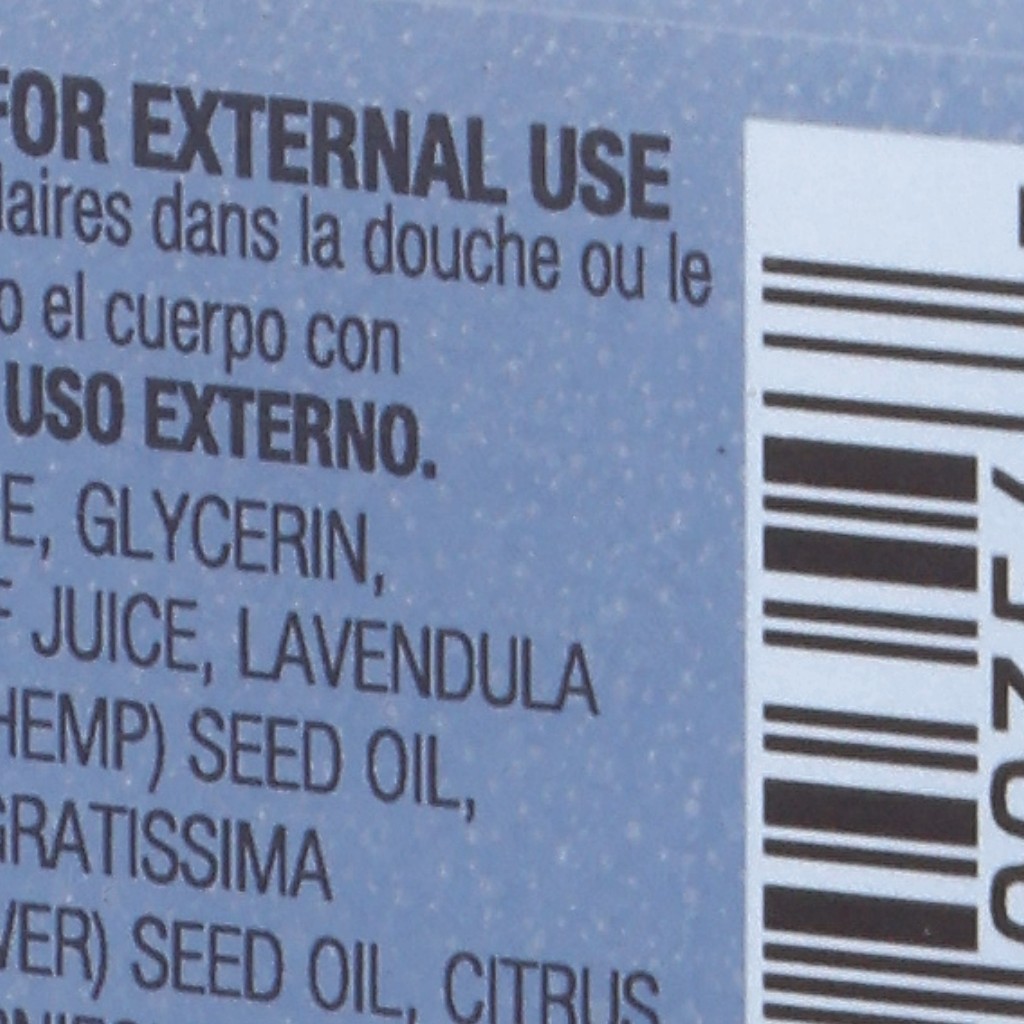 FOR EXTERNAL USE
laires dans la douche ou le
o el cuerpo con
USO EXTERNO.
E, GLYCERIN,
F JUICE, LAVENDULA
HEMP) SEED OIL,
GRATISSIMA
VER) SEED OIL, CITRUS